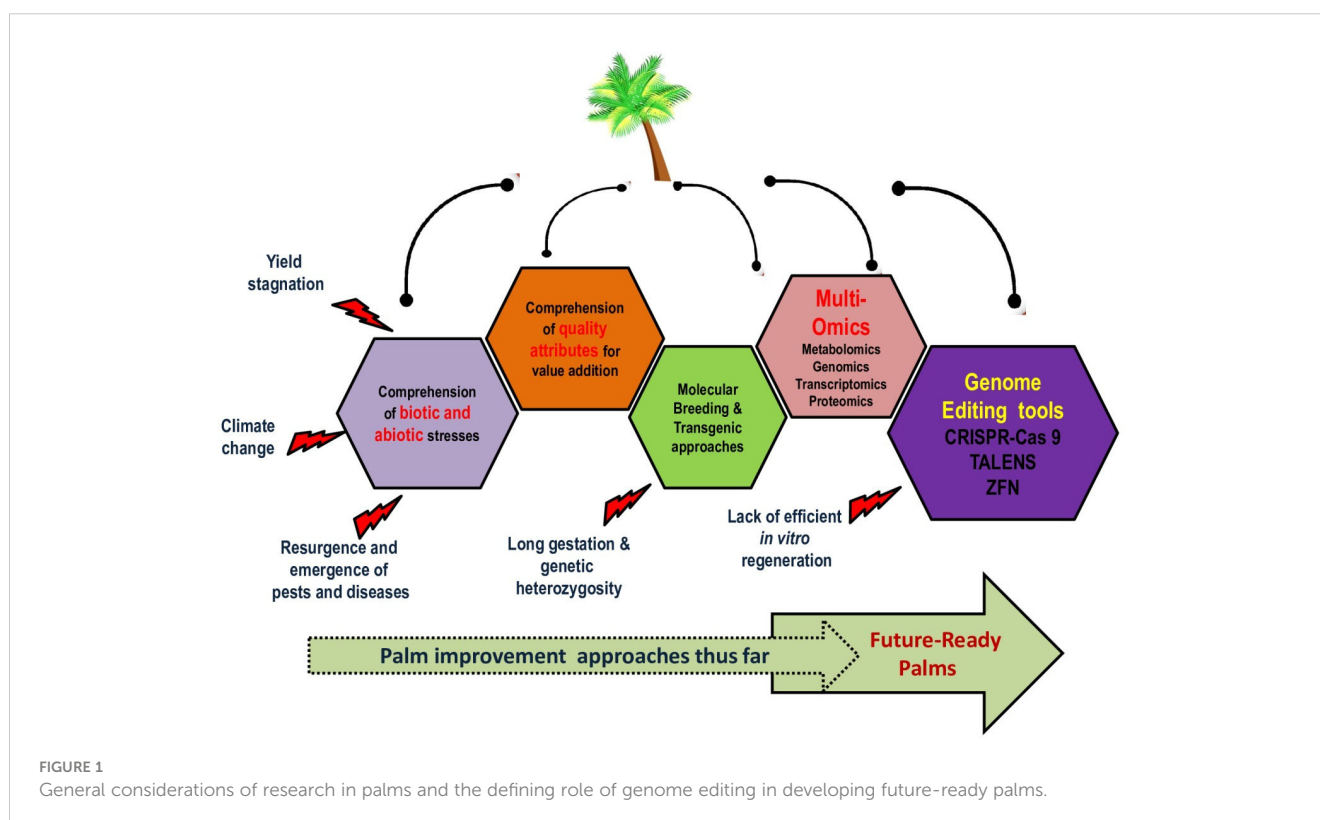 Yield
stagnation
Climate
change
Resurgence and
emergence of
pests and diseases
Comprehension
of biotic and
abiotic stresses
Comprehension
of quality
attributes for
value addition
Molecular
Breeding &
Transgenic
approaches
Long gestation &
genetic
heterozygosity
Multi-
Omics
Metabolomics
Genomics
Transcriptomics
Proteomics
Lack of efficient
in vitro
regeneration
Genome
Editing tools
CRISPR-Cas 9
TALENS
ZFN
Palm improvement approaches thus far
Future-Ready
Palms
FIGURE 1
General considerations of research in palms and the defining role of genome editing in developing future-ready palms.